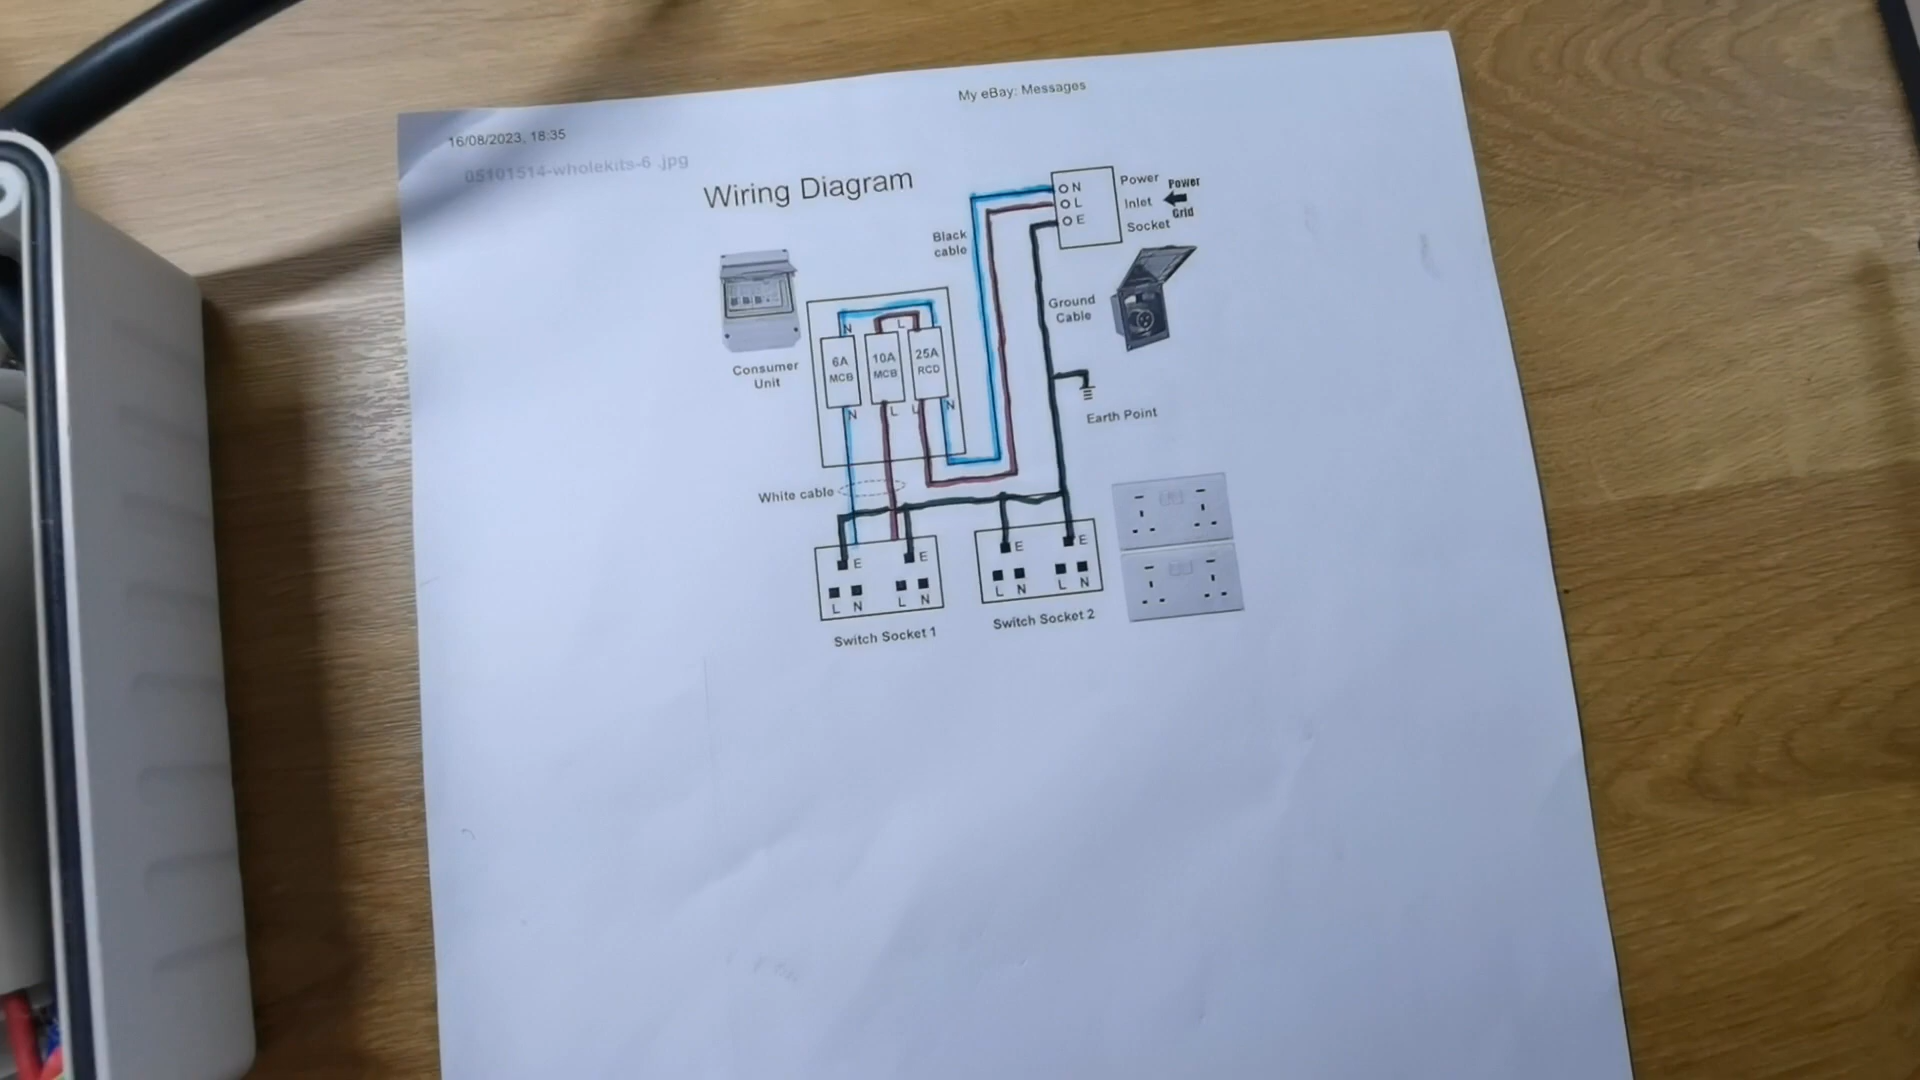 My eBay: Messages
16/08/2023, 18:35
05101514-wholekits-6 .jpg
Wiring Diagram
N
L
E
Power
Inlet
Socket
Power
Grid
Black
cable
Ground
Cable
Consumer
Unit
N
L
6A
MCB
10A
MCB
25A
RCD
N
L
L
N
Earth Point
White cable
E
E
L N
L N
Switch Socket 1
E
E
L N
L N
Switch Socket 2